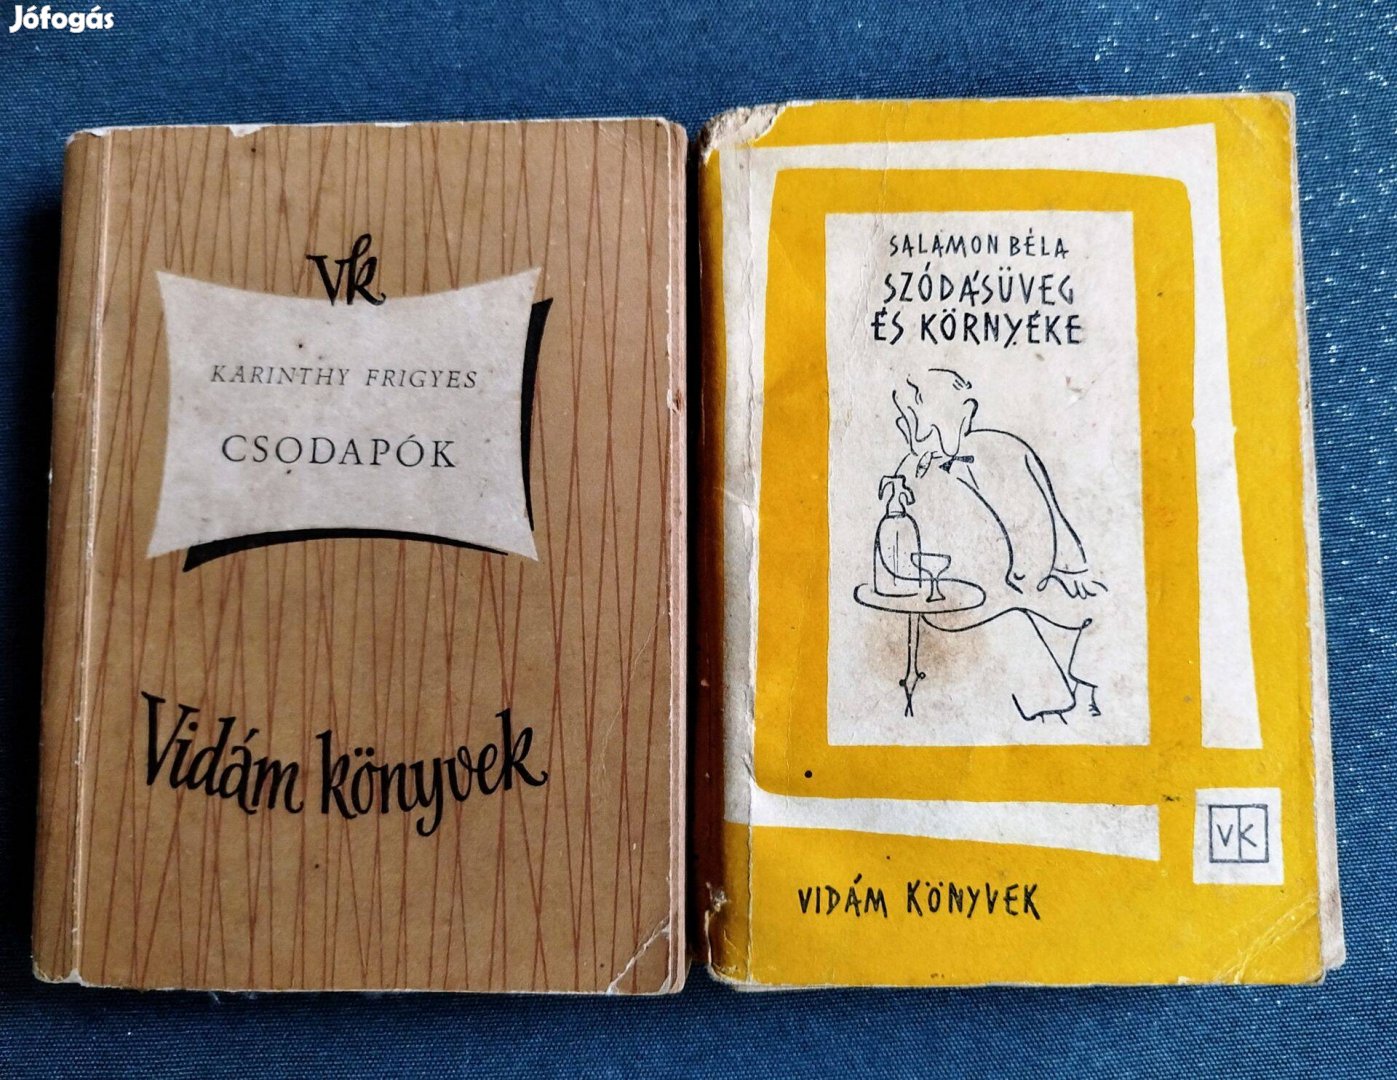 Jófogás
vk
KARINTHY FRIGYES
CSODAPÓK
Vidám könyvek
SALAMON BÉLA
SZÓDÁSÜVEG
ÉS KÖRNYÉKE
VK
VIDÁM KÖNYVEK